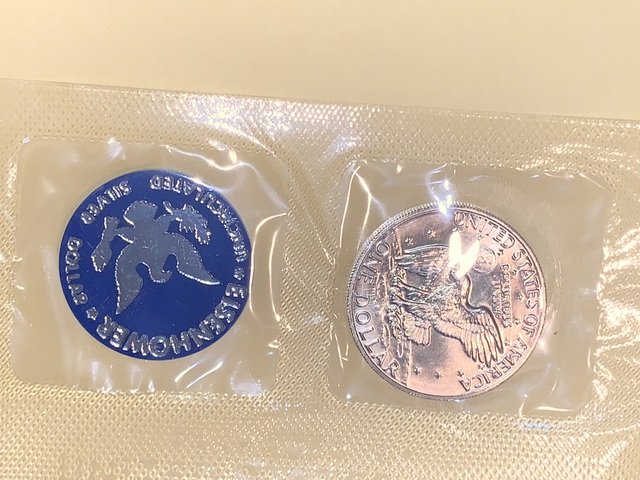 EISENHOWER
UNCIRCULATED SILVER DOLLAR
UNITED STATES OF AMERICA
ONE DOLLAR